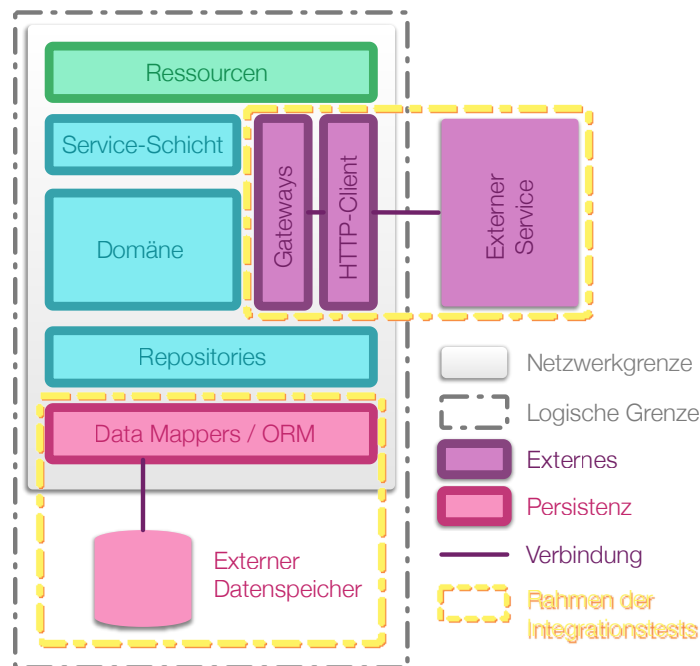 Ressourcen
Service-Schicht
Domäne
Gateways
HTTP-Client
Externer
Service
Repositories
Data Mappers / ORM
Externer
Datenspeicher
Netzwerkgrenze
Logische Grenze
Externes
Persistenz
Verbindung
Rahmen der
Integrationstests